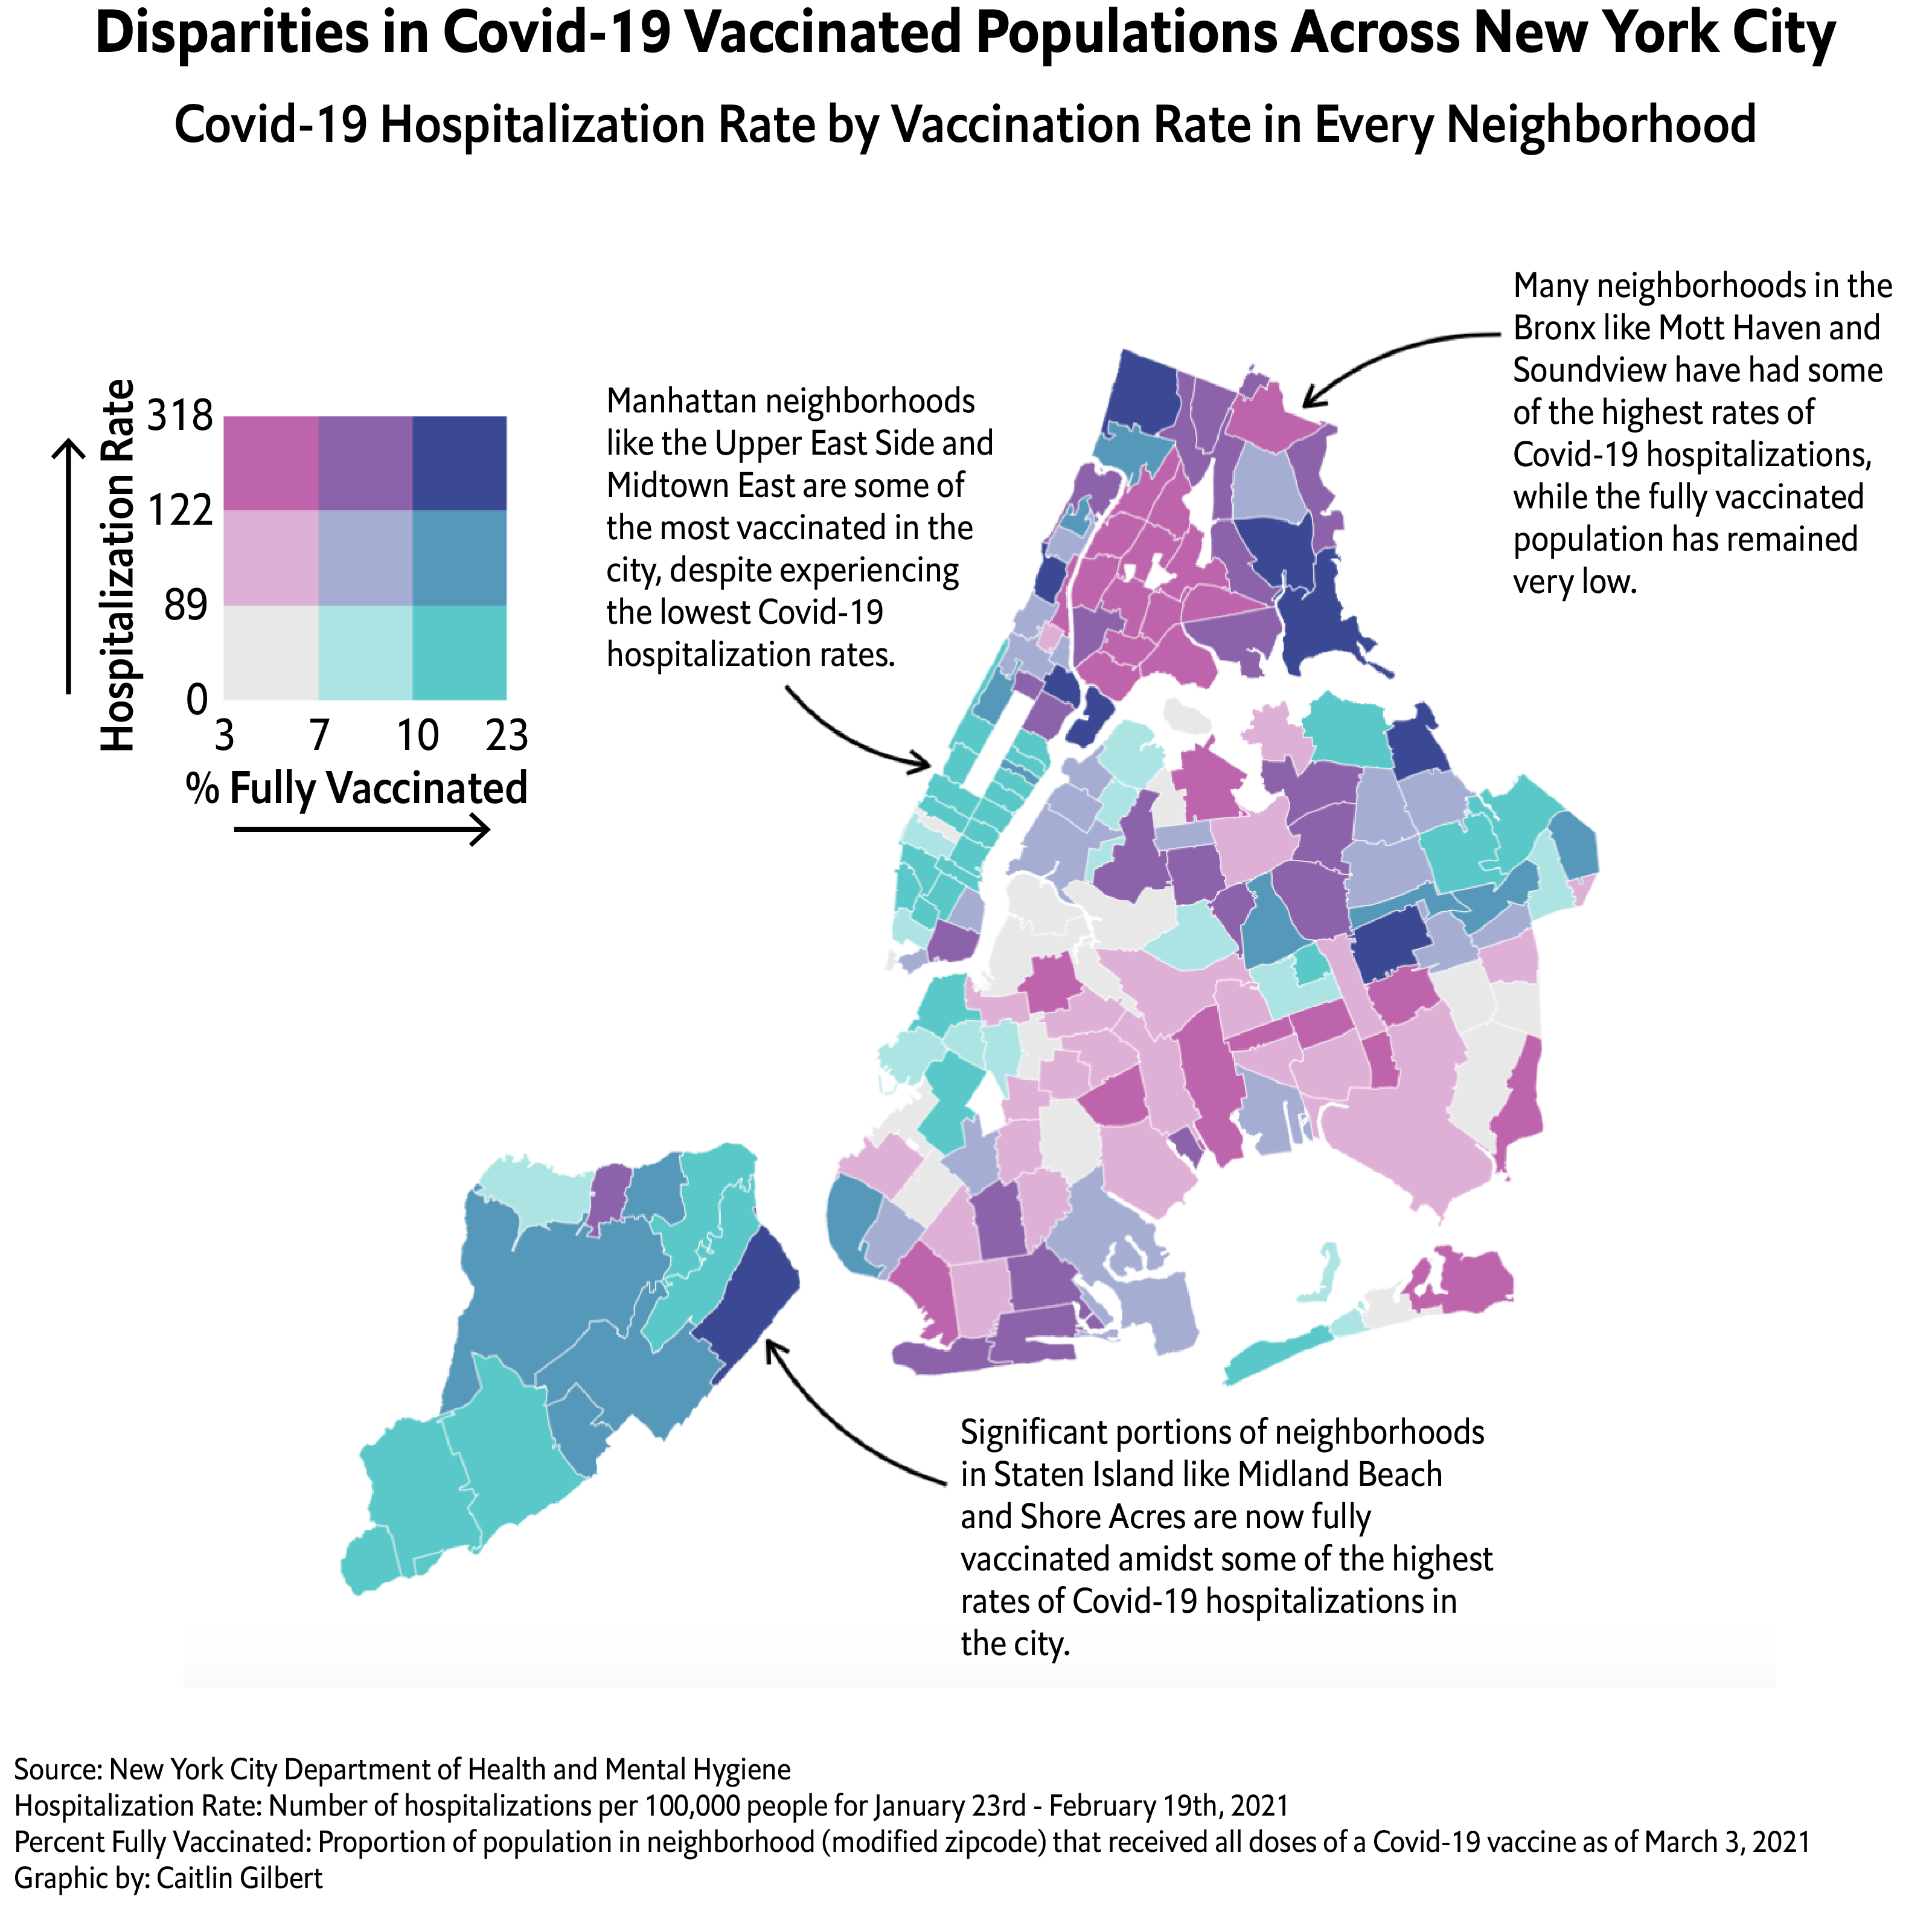 Disparities in Covid-19 Vaccinated Populations Across New York City
Covid-19 Hospitalization Rate by Vaccination Rate in Every Neighborhood
Many neighborhoods in the
Bronx like Mott Haven and
Soundview have had some
of the highest rates of
Covid-19 hospitalizations,
while the fully vaccinated
population has remained
very low.
Manhattan neighborhoods
like the Upper East Side and
Midtown East are some of
the most vaccinated in the
city, despite experiencing
the lowest Covid-19
hospitalization rates.
Hospitalization Rate
318
122
89
0
3 7 10 23
% Fully Vaccinated
Significant portions of neighborhoods
in Staten Island like Midland Beach
and Shore Acres are now fully
vaccinated amidst some of the highest
rates of Covid-19 hospitalizations in
the city.
Source: New York City Department of Health and Mental Hygiene
Hospitalization Rate: Number of hospitalizations per 100,000 people for January 23rd - February 19th, 2021
Percent Fully Vaccinated: Proportion of population in neighborhood (modified zipcode) that received all doses of a Covid-19 vaccine as of March 3, 2021
Graphic by: Caitlin Gilbert